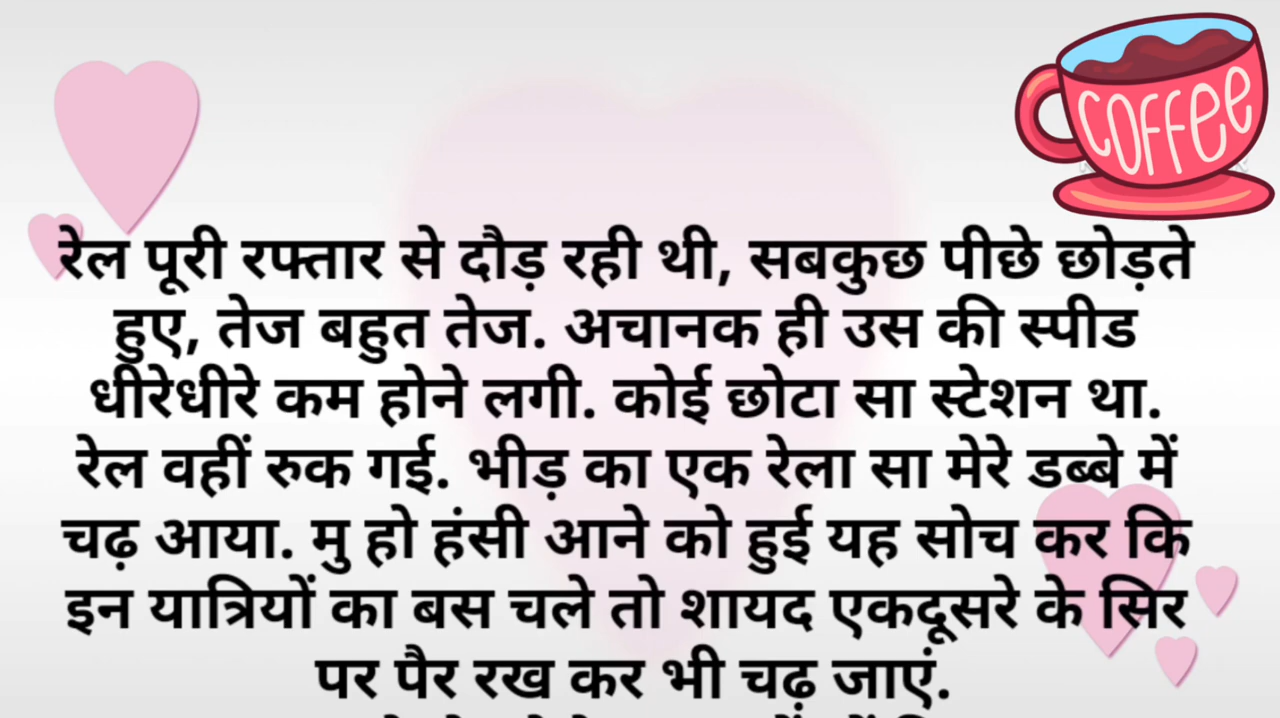 COFFEE
रेल पूरी रफ्तार से दौड़ रही थी, सबकुछ पीछे छोड़ते
हुए, तेज बहुत तेज. अचानक ही उस की स्पीड
धीरेधीरे कम होने लगी. कोई छोटा सा स्टेशन था.
रेल वहीं रुक गई. भीड़ का एक रेला सा मेरे डब्बे में
चढ़ आया. मु हो हंसी आने को हुई यह सोच कर कि
इन यात्रियों का बस चले तो शायद एकदूसरे के सिर
पर पैर रख कर भी चढ़ जाएं.